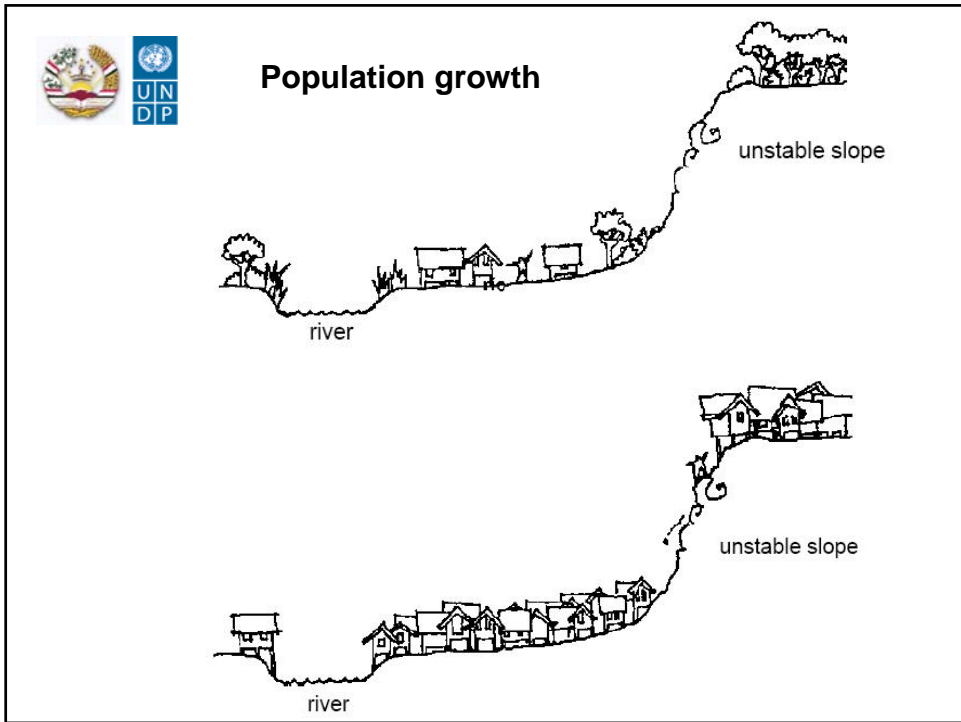 Population growth
U N
D P
unstable slope
river
unstable slope
river